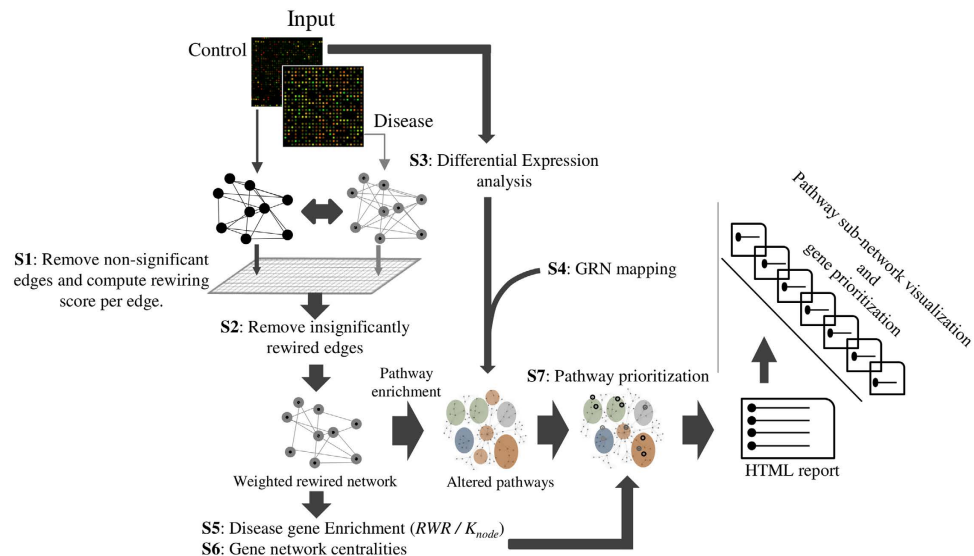 Input
Control
Disease
S3: Differential Expression
analysis
S1: Remove non-significant
edges and compute rewiring
score per edge.
S4: GRN mapping
S2: Remove insignificantly
rewired edges
Pathway
enrichment
S7: Pathway prioritization
Pathway sub-network visualization
and
gene prioritization
Weighted rewired network
Altered pathways
HTML report
S5: Disease gene Enrichment (RWR / Knode)
S6: Gene network centralities